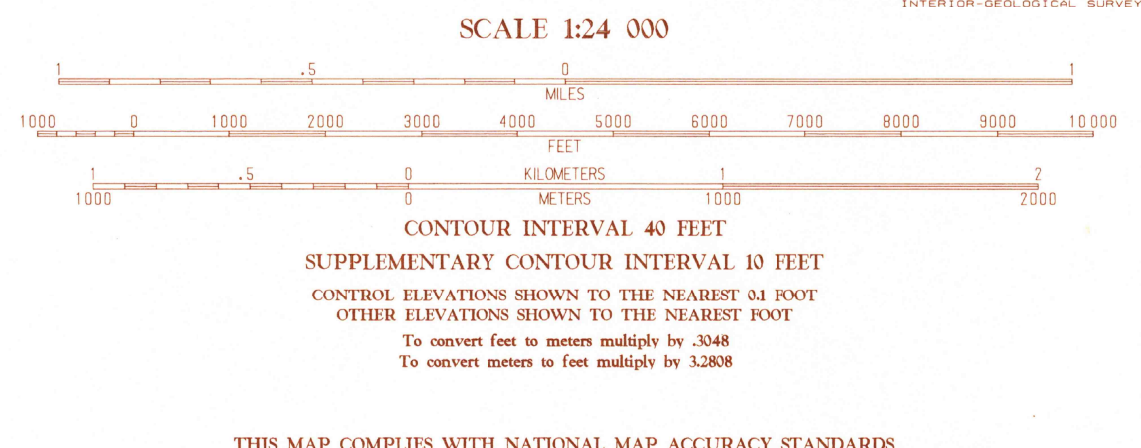 INTERIOR-GEOLOGICAL SURVEY
SCALE 1:24 000
1 .5 0 1
MILES
1000 0 1000 2000 3000 4000 5000 6000 7000 8000 9000 10 000
FEET
1 .5 0 KILOMETERS 1 2
1000 0 METERS 1000 2000
CONTOUR INTERVAL 40 FEET
SUPPLEMENTARY CONTOUR INTERVAL 10 FEET
CONTROL ELEVATIONS SHOWN TO THE NEAREST 0.1 FOOT
OTHER ELEVATIONS SHOWN TO THE NEAREST FOOT
To convert feet to meters multiply by .3048
To convert meters to feet multiply by 3.2808
THIS MAP COMPLIES WITH NATIONAL MAP ACCURACY STANDARDS